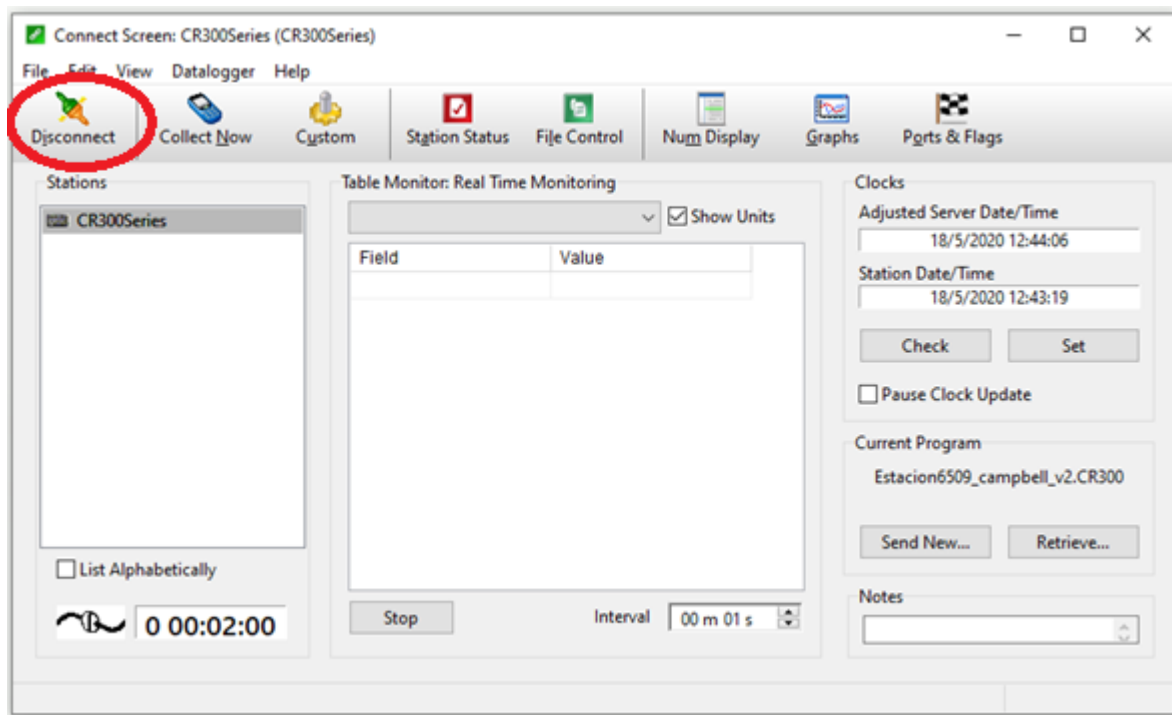 Connect Screen: CR300Series (CR300Series)
File Edit View Datalogger Help
Disconnect Collect Now Custom Station Status File Control Num Display Graphs Ports & Flags
Stations
CR300Series
List Alphabetically
0 00:02:00
Table Monitor: Real Time Monitoring
Show Units
Field Value
Stop Interval 00 m 01 s
Clocks
Adjusted Server Date/Time
18/5/2020 12:44:06
Station Date/Time
18/5/2020 12:43:19
Check Set
Pause Clock Update
Current Program
Estacion6509_campbell_v2.CR300
Send New... Retrieve...
Notes